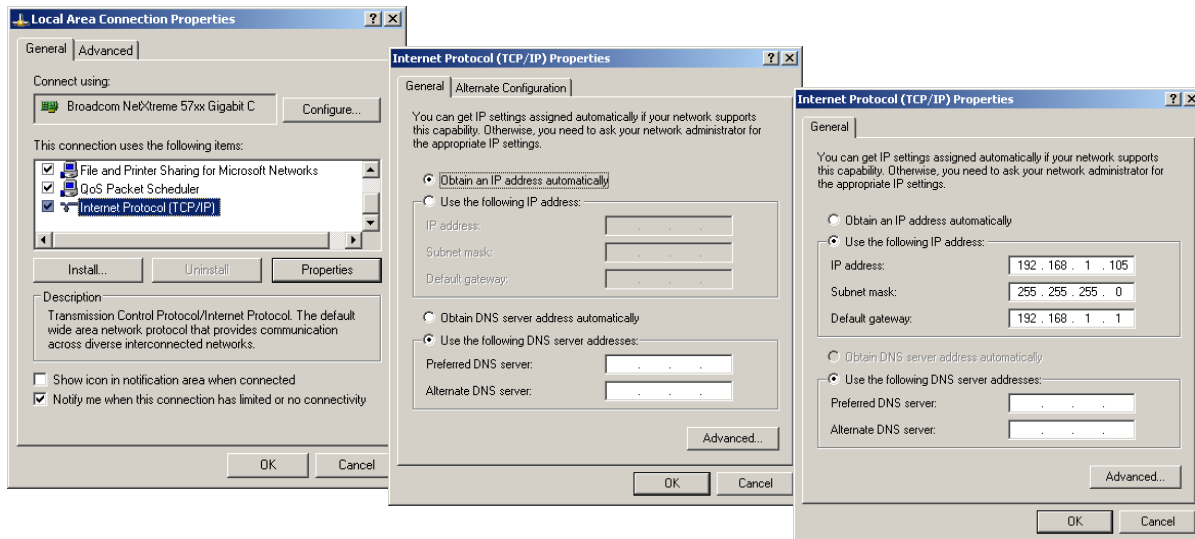 Local Area Connection Properties
General
Advanced
Connect using:
Broadcom NetXtreme 57xx Gigabit C
Configure...
This connection uses the following items:
File and Printer Sharing for Microsoft Networks
QoS Packet Scheduler
Internet Protocol (TCP/IP)
Install...
Uninstall
Properties
Description
Transmission Control Protocol/Internet Protocol. The default
wide area network protocol that provides communication
across diverse interconnected networks.
Show icon in notification area when connected
Notify me when this connection has limited or no connectivity
OK
Cancel
Internet Protocol (TCP/IP) Properties
General
Alternate Configuration
You can get IP settings assigned automatically if your network supports
this capability. Otherwise, you need to ask your network administrator for
the appropriate IP settings.
Obtain an IP address automatically
Use the following IP address:
IP address:
Subnet mask:
Default gateway:
Obtain DNS server address automatically
Use the following DNS server addresses:
Preferred DNS server:
Alternate DNS server:
Advanced...
OK
Cancel
Internet Protocol (TCP/IP) Properties
General
You can get IP settings assigned automatically if your network supports
this capability. Otherwise, you need to ask your network administrator for
the appropriate IP settings.
Obtain an IP address automatically
Use the following IP address:
IP address: 192 . 168 . 1 . 105
Subnet mask: 255 . 255 . 255 . 0
Default gateway: 192 . 168 . 1 . 1
Obtain DNS server address automatically
Use the following DNS server addresses:
Preferred DNS server:
Alternate DNS server:
Advanced...
OK
Cancel